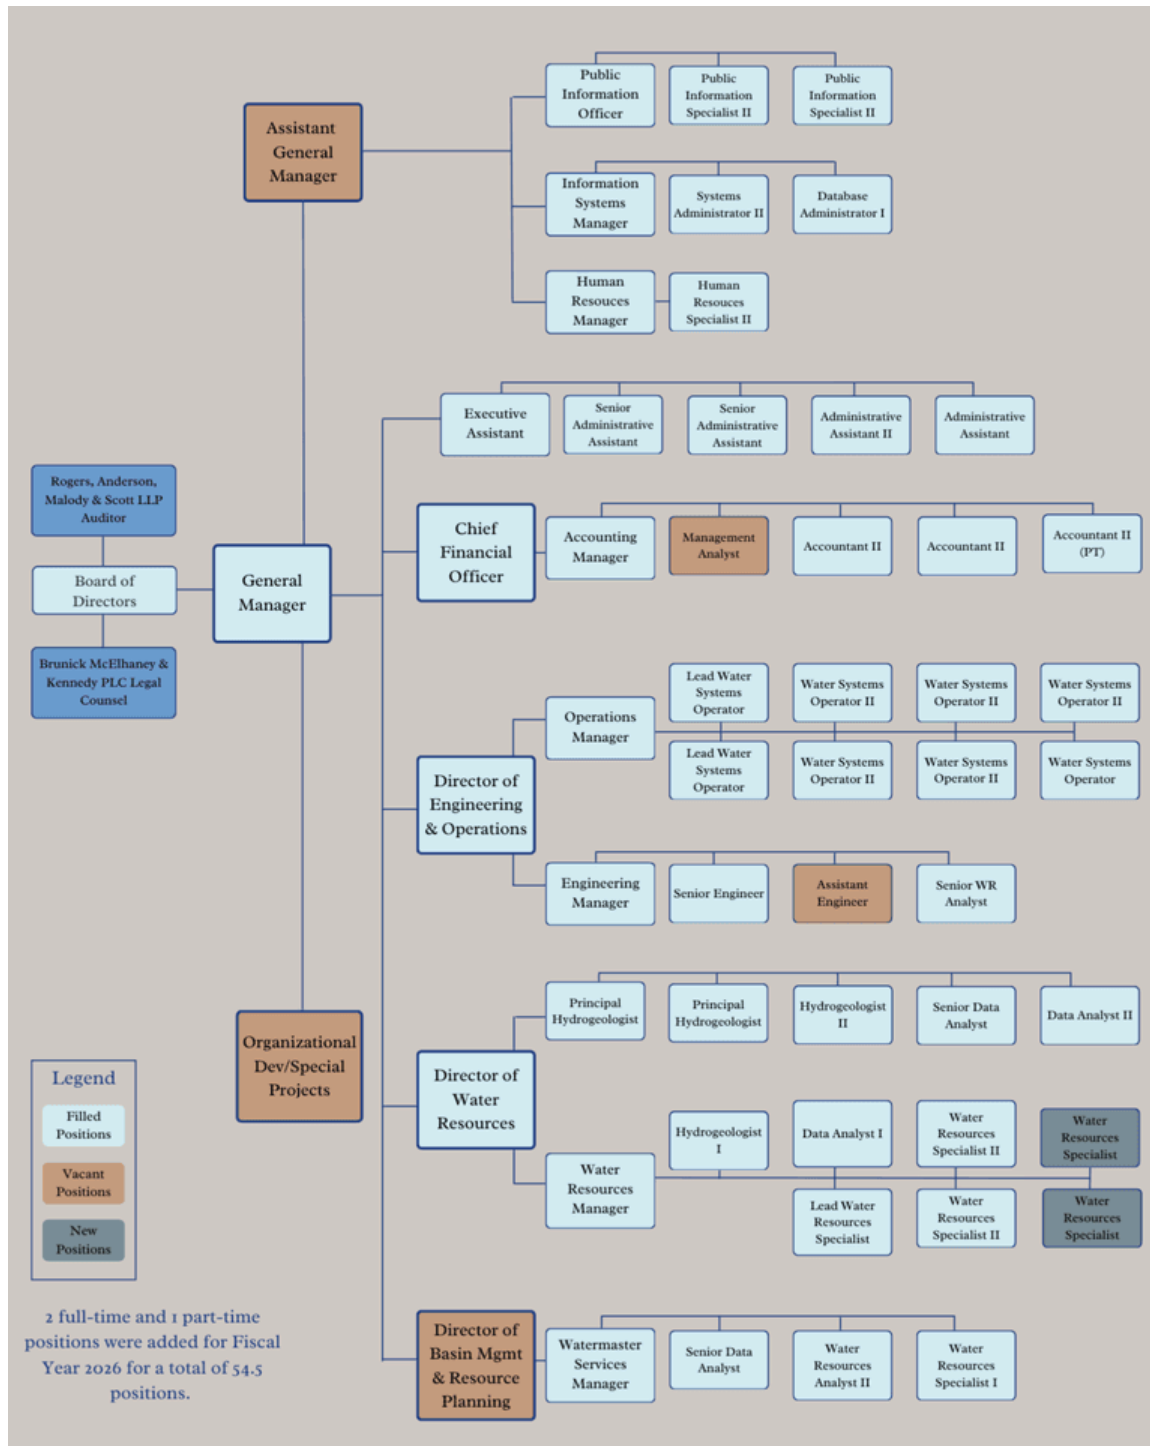 Public
Information
Officer
Public
Information
Specialist II
Public
Information
Specialist II
Assistant
General
Manager
Information
Systems
Manager
Systems
Administrator II
Database
Administrator I
Human
Resouces
Manager
Human
Resouces
Specialist II
Executive
Assistant
Senior
Administrative
Assistant
Senior
Administrative
Assistant
Administrative
Assistant II
Administrative
Assistant
Rogers, Anderson,
Malody & Scott LLP
Auditor
Board of
Directors
Brunick McElhaney &
Kennedy PLC Legal
Counsel
General
Manager
Chief
Financial
Officer
Accounting
Manager
Management
Analyst
Accountant II
Accountant II
Accountant II
(PT)
Director of
Engineering
& Operations
Operations
Manager
Lead Water
Systems
Operator
Water Systems
Operator II
Water Systems
Operator II
Water Systems
Operator II
Lead Water
Systems
Operator
Water Systems
Operator II
Water Systems
Operator II
Water Systems
Operator
Engineering
Manager
Senior Engineer
Assistant
Engineer
Senior WR
Analyst
Organizational
Dev/Special
Projects
Director of
Water
Resources
Principal
Hydrogeologist
Principal
Hydrogeologist
Hydrogeologist
II
Senior Data
Analyst
Data Analyst II
Water
Resources
Manager
Hydrogeologist
I
Data Analyst I
Water
Resources
Specialist II
Water
Resources
Specialist
Lead Water
Resources
Specialist
Water
Resources
Specialist II
Water
Resources
Specialist
Director of
Basin Mgmt
& Resource
Planning
Watermaster
Services
Manager
Senior Data
Analyst
Water
Resources
Analyst II
Water
Resources
Specialist I
Legend
Filled
Positions
Vacant
Positions
New
Positions
2 full-time and 1 part-time
positions were added for Fiscal
Year 2026 for a total of 54.5
positions.